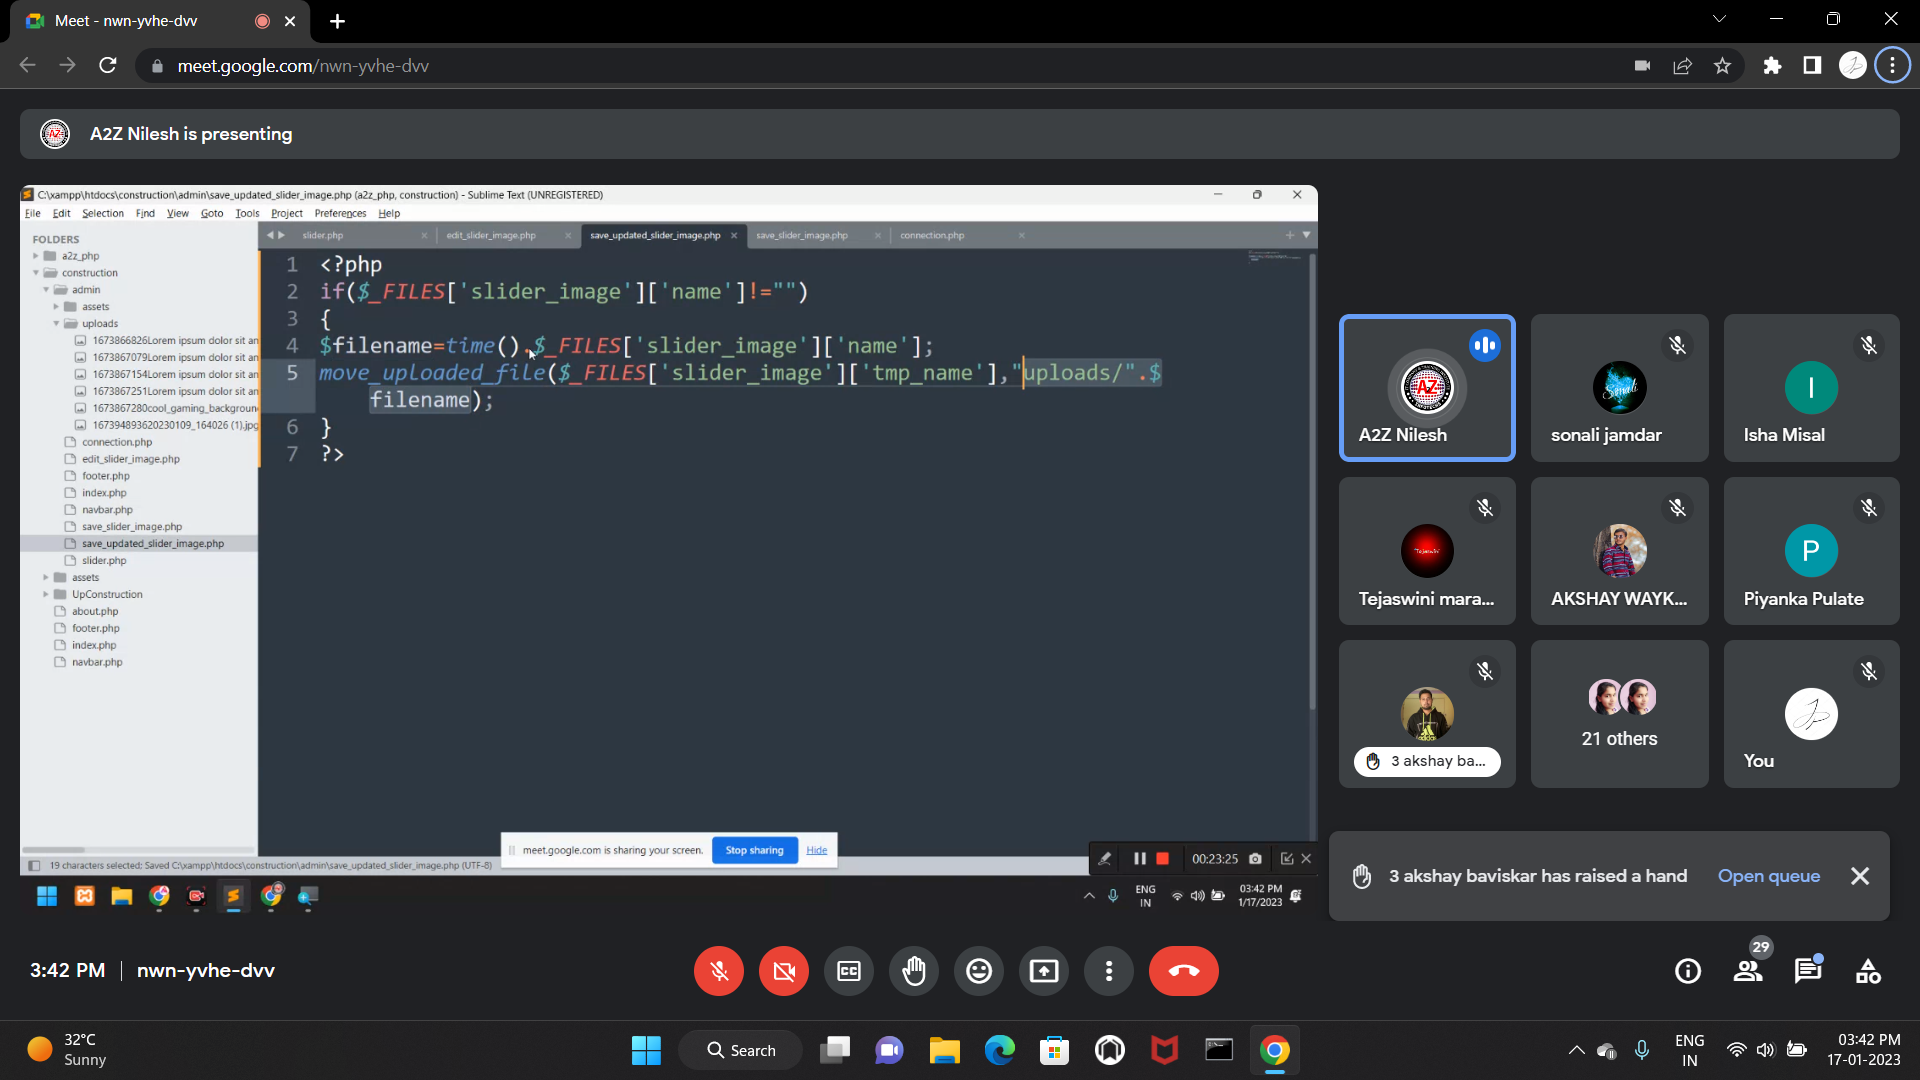 Meet - nwn-yvhe-dvv
meet.google.com/nwn-yvhe-dvv
A2Z Nilesh is presenting
C:\xampp\htdocs\construction\admin\save_updated_slider_image.php (a2z_php, construction) - Sublime Text (UNREGISTERED)
File Edit Selection Find View Goto Tools Project Preferences Help
FOLDERS
a2z_php
construction
admin
assets
uploads
1673866826Lorem ipsum dolor sit an
1673867079Lorem ipsum dolor sit an
1673867154Lorem ipsum dolor sit an
1673867251Lorem ipsum dolor sit an
1673867280cool_gaming_backgroun
167394893620230109_164026 (1).jpg
connection.php
edit_slider_image.php
footer.php
index.php
navbar.php
save_slider_image.php
save_updated_slider_image.php
slider.php
assets
UpConstruction
about.php
footer.php
index.php
navbar.php
slider.php edit_slider_image.php save_updated_slider_image.php save_slider_image.php connection.php
1 <?php
2 if($_FILES['slider_image']['name']!="")
3 {
4 $filename=time().$_FILES['slider_image']['name'];
5 move_uploaded_file($_FILES['slider_image']['tmp_name'],"uploads/".$
filename);
6 }
7 ?>
19 characters selected: Saved C:\xampp\htdocs\construction\admin\save_updated_slider_image.php (UTF-8)
meet.google.com is sharing your screen.
Stop sharing
Hide
00:23:25
ENG
IN
03:42 PM
1/17/2023
A2Z Nilesh
sonali jamdar
I
Isha Misal
Tejaswini mara...
AKSHAY WAYK...
P
Piyanka Pulate
3 akshay ba...
21 others
You
3 akshay baviskar has raised a hand
Open queue
3:42 PM | nwn-yvhe-dvv
29
32°C
Sunny
Search
ENG
IN
03:42 PM
17-01-2023